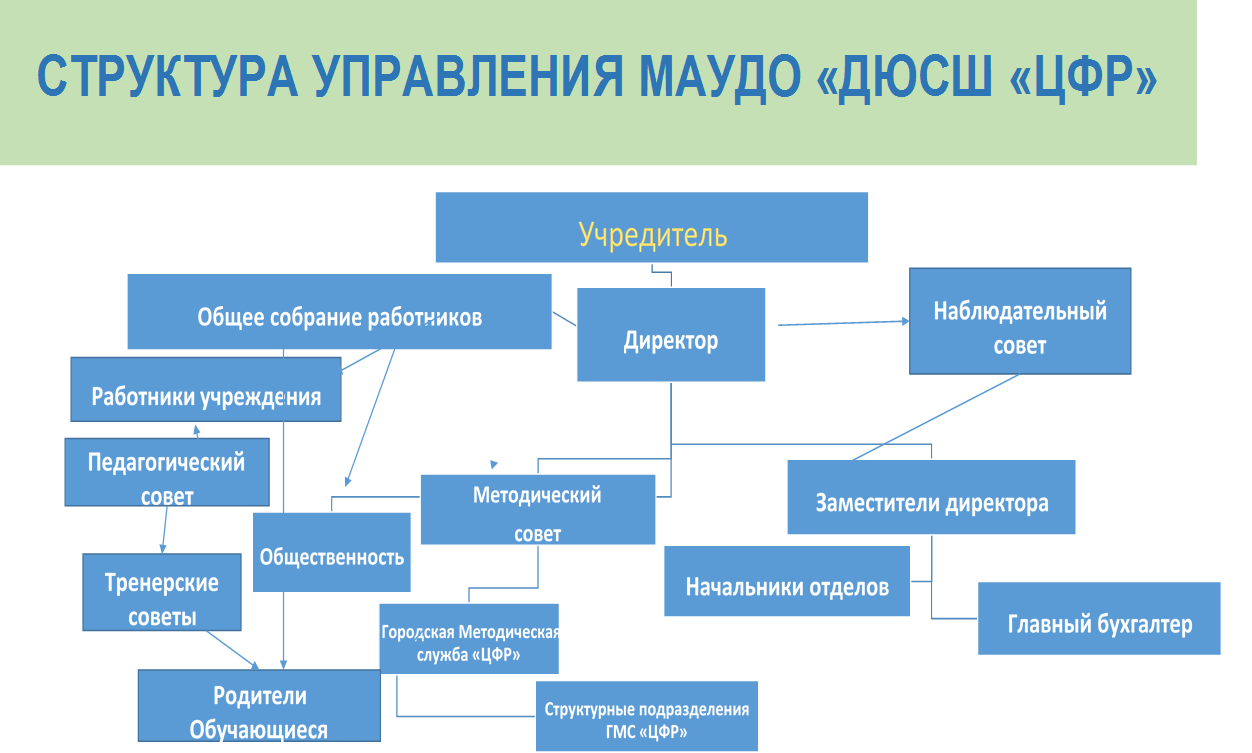 СТРУКТУРА УПРАВЛЕНИЯ МАУДО «ДЮСШ «ЦФР»
Учредитель
Общее собрание работников
Директор
Наблюдательный
совет
Работники учреждения
Педагогический
совет
Методический
совет
Заместители директора
Общественность
Тренерские
советы
Начальники отделов
Главный бухгалтер
Городская Методическая
служба «ЦФР»
Родители
Обучающиеся
Структурные подразделения
ГМС «ЦФР»